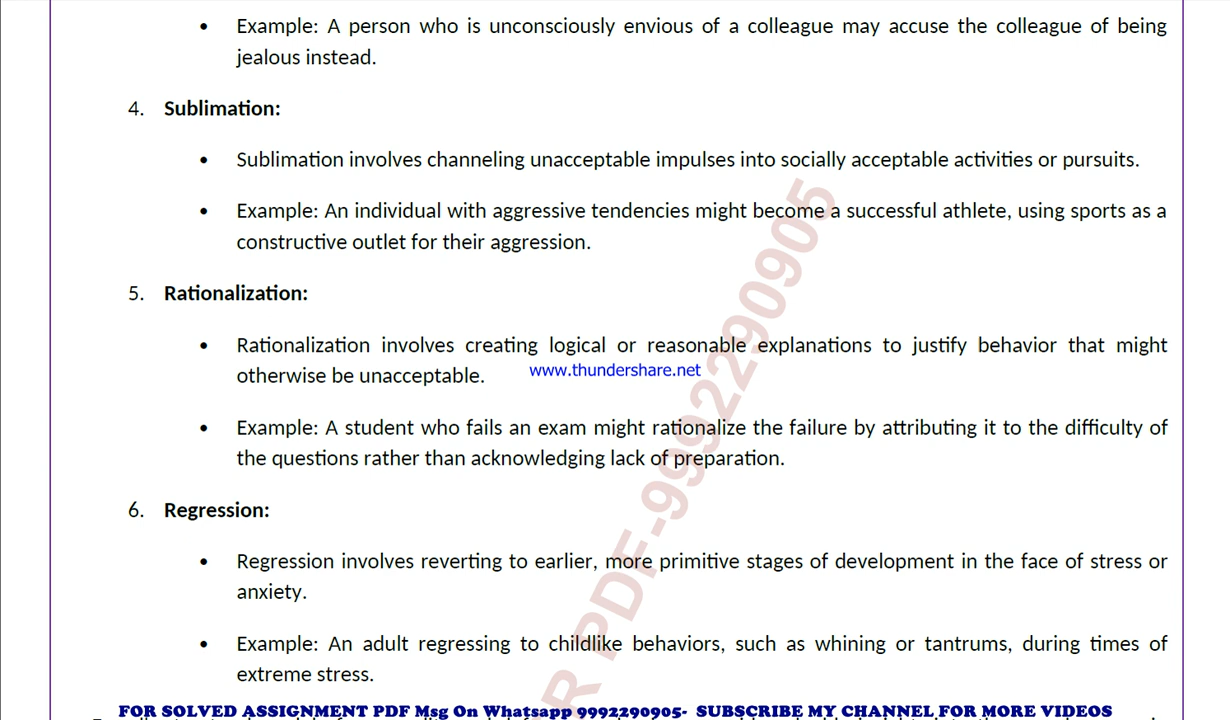 • Example: A person who is unconsciously envious of a colleague may accuse the colleague of being
jealous instead.
4. Sublimation:
• Sublimation involves channeling unacceptable impulses into socially acceptable activities or pursuits.
• Example: An individual with aggressive tendencies might become a successful athlete, using sports as a
constructive outlet for their aggression.
5. Rationalization:
• Rationalization involves creating logical or reasonable explanations to justify behavior that might
otherwise be unacceptable.
www.thundershare.net
• Example: A student who fails an exam might rationalize the failure by attributing it to the difficulty of
the questions rather than acknowledging lack of preparation.
6. Regression:
• Regression involves reverting to earlier, more primitive stages of development in the face of stress or
anxiety.
• Example: An adult regressing to childlike behaviors, such as whining or tantrums, during times of
extreme stress.
R PDF-9992290905
FOR SOLVED ASSIGNMENT PDF Msg On Whatsapp 9992290905- SUBSCRIBE MY CHANNEL FOR MORE VIDEOS